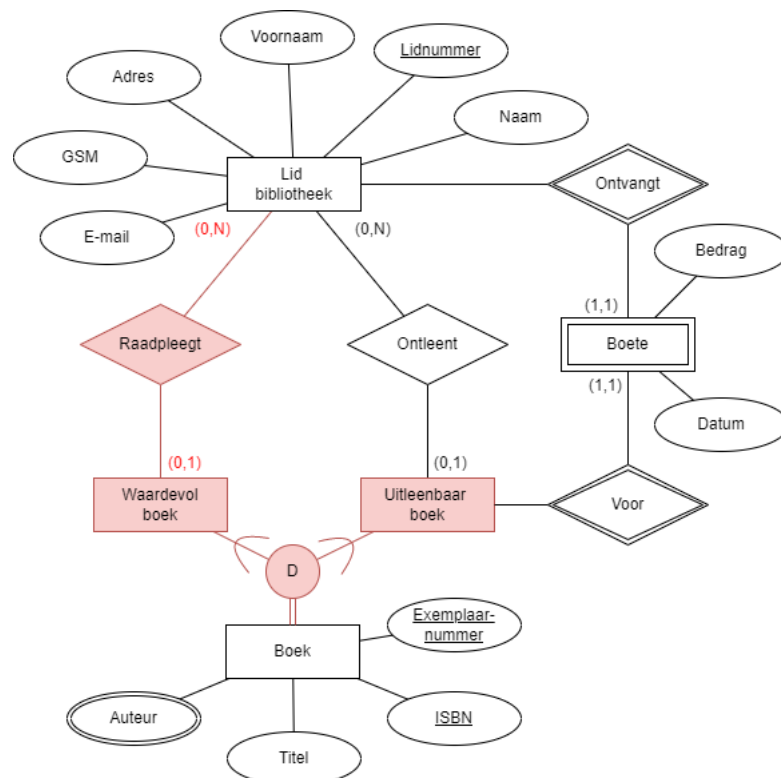 Voornaam
Lidnummer
Adres
Naam
GSM
Lid
bibliotheek
Ontvangt
E-mail
(0,N)
(0,N)
Bedrag
(1,1)
Raadpleegt
Ontleent
Boete
(1,1)
Datum
(0,1)
(0,1)
Waardevol
boek
Uitleenbaar
boek
Voor
D
Exemplaar-
nummer
Boek
Auteur
ISBN
Titel